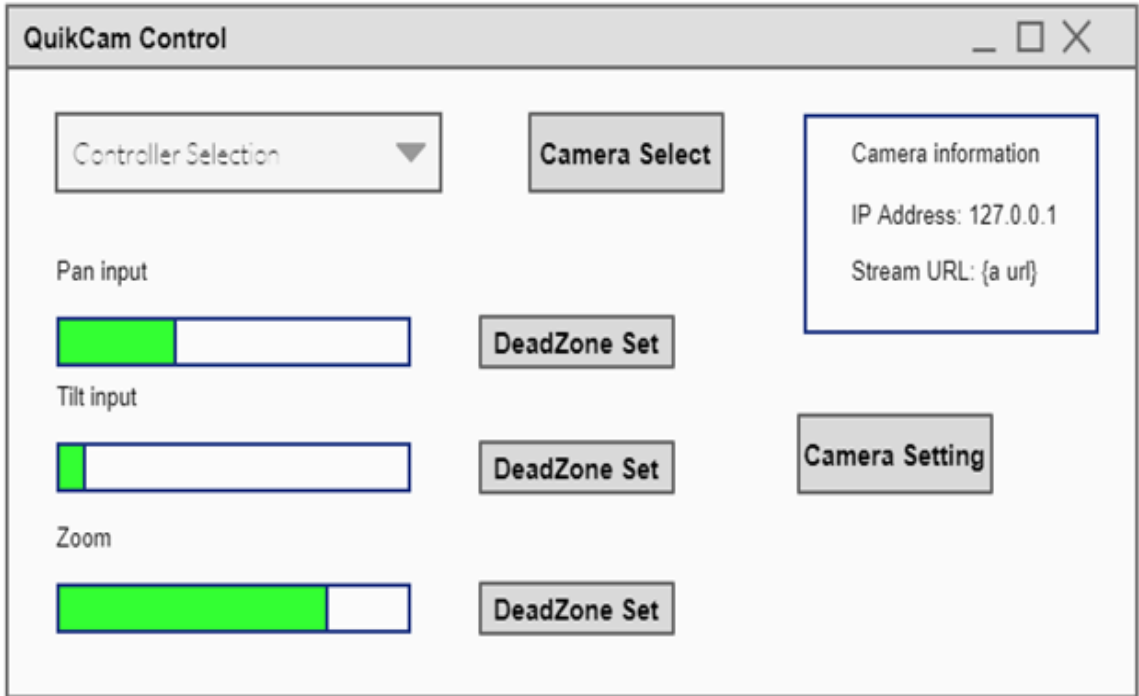 QuikCam Control
Controller Selection
Camera Select
Camera information
IP Address: 127.0.0.1
Stream URL: {a url}
Pan input
DeadZone Set
Tilt input
DeadZone Set
Camera Setting
Zoom
DeadZone Set